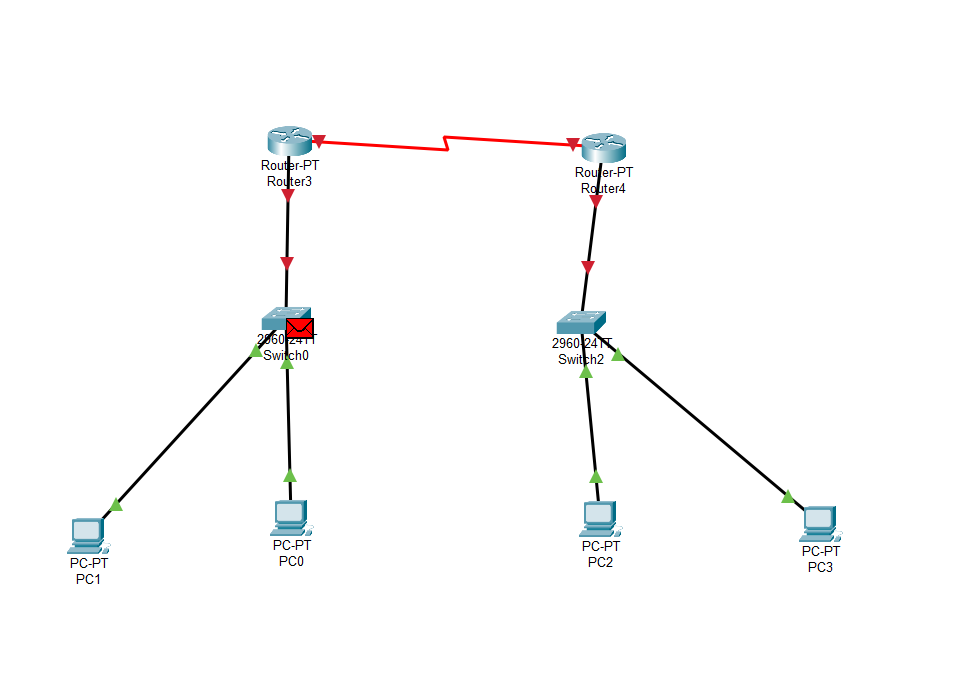 Router-PT
Router3
Router-PT
Router4
2960-24TT
Switch0
2960-24TT
Switch2
PC-PT
PC1
PC-PT
PC0
PC-PT
PC2
PC-PT
PC3